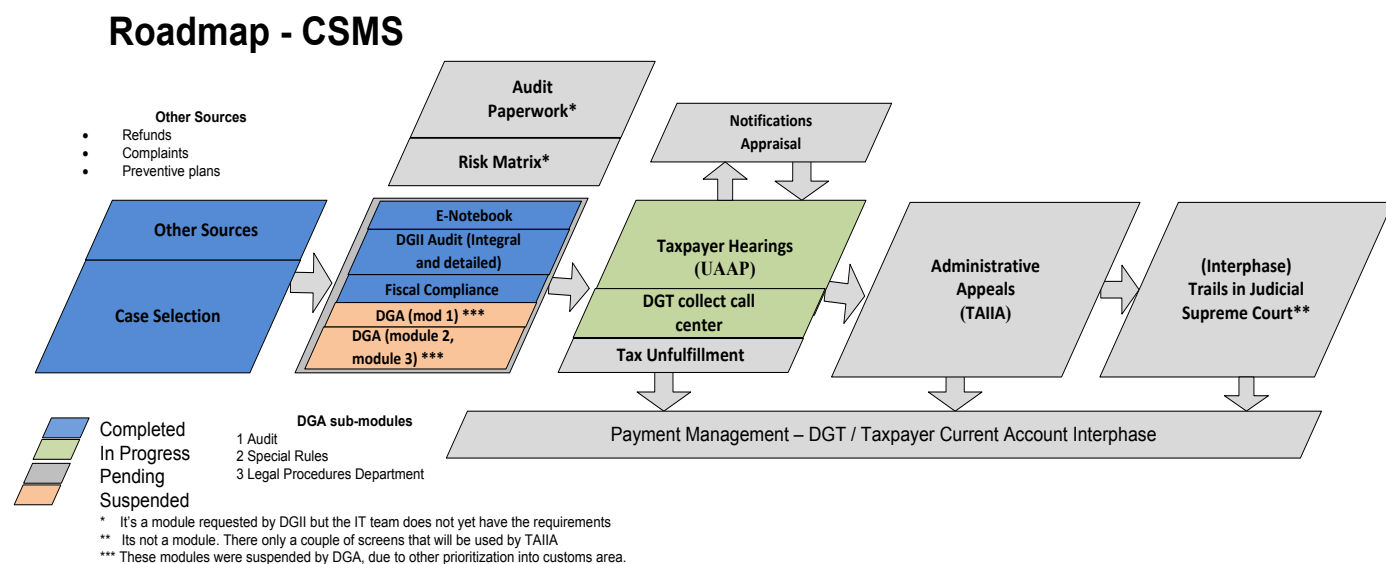 Roadmap - CSMS
Other Sources
• Refunds
• Complaints
• Preventive plans
Audit
Paperwork*
Risk Matrix*
Notifications
Appraisal
Other Sources
Case Selection
E-Notebook
DGII Audit (Integral
and detailed)
Fiscal Compliance
DGA (mod 1) ***
DGA (module 2,
module 3) ***
Taxpayer Hearings
(UAAP)
DGT collect call
center
Tax Unfulfillment
Administrative
Appeals
(TAIIA)
(Interphase)
Trails in Judicial
Supreme Court**
Payment Management – DGT / Taxpayer Current Account Interphase
Completed
In Progress
Pending
Suspended
DGA sub-modules
1 Audit
2 Special Rules
3 Legal Procedures Department
* It's a module requested by DGII but the IT team does not yet have the requirements
** Its not a module. There only a couple of screens that will be used by TAIIA
*** These modules were suspended by DGA, due to other prioritization into customs area.